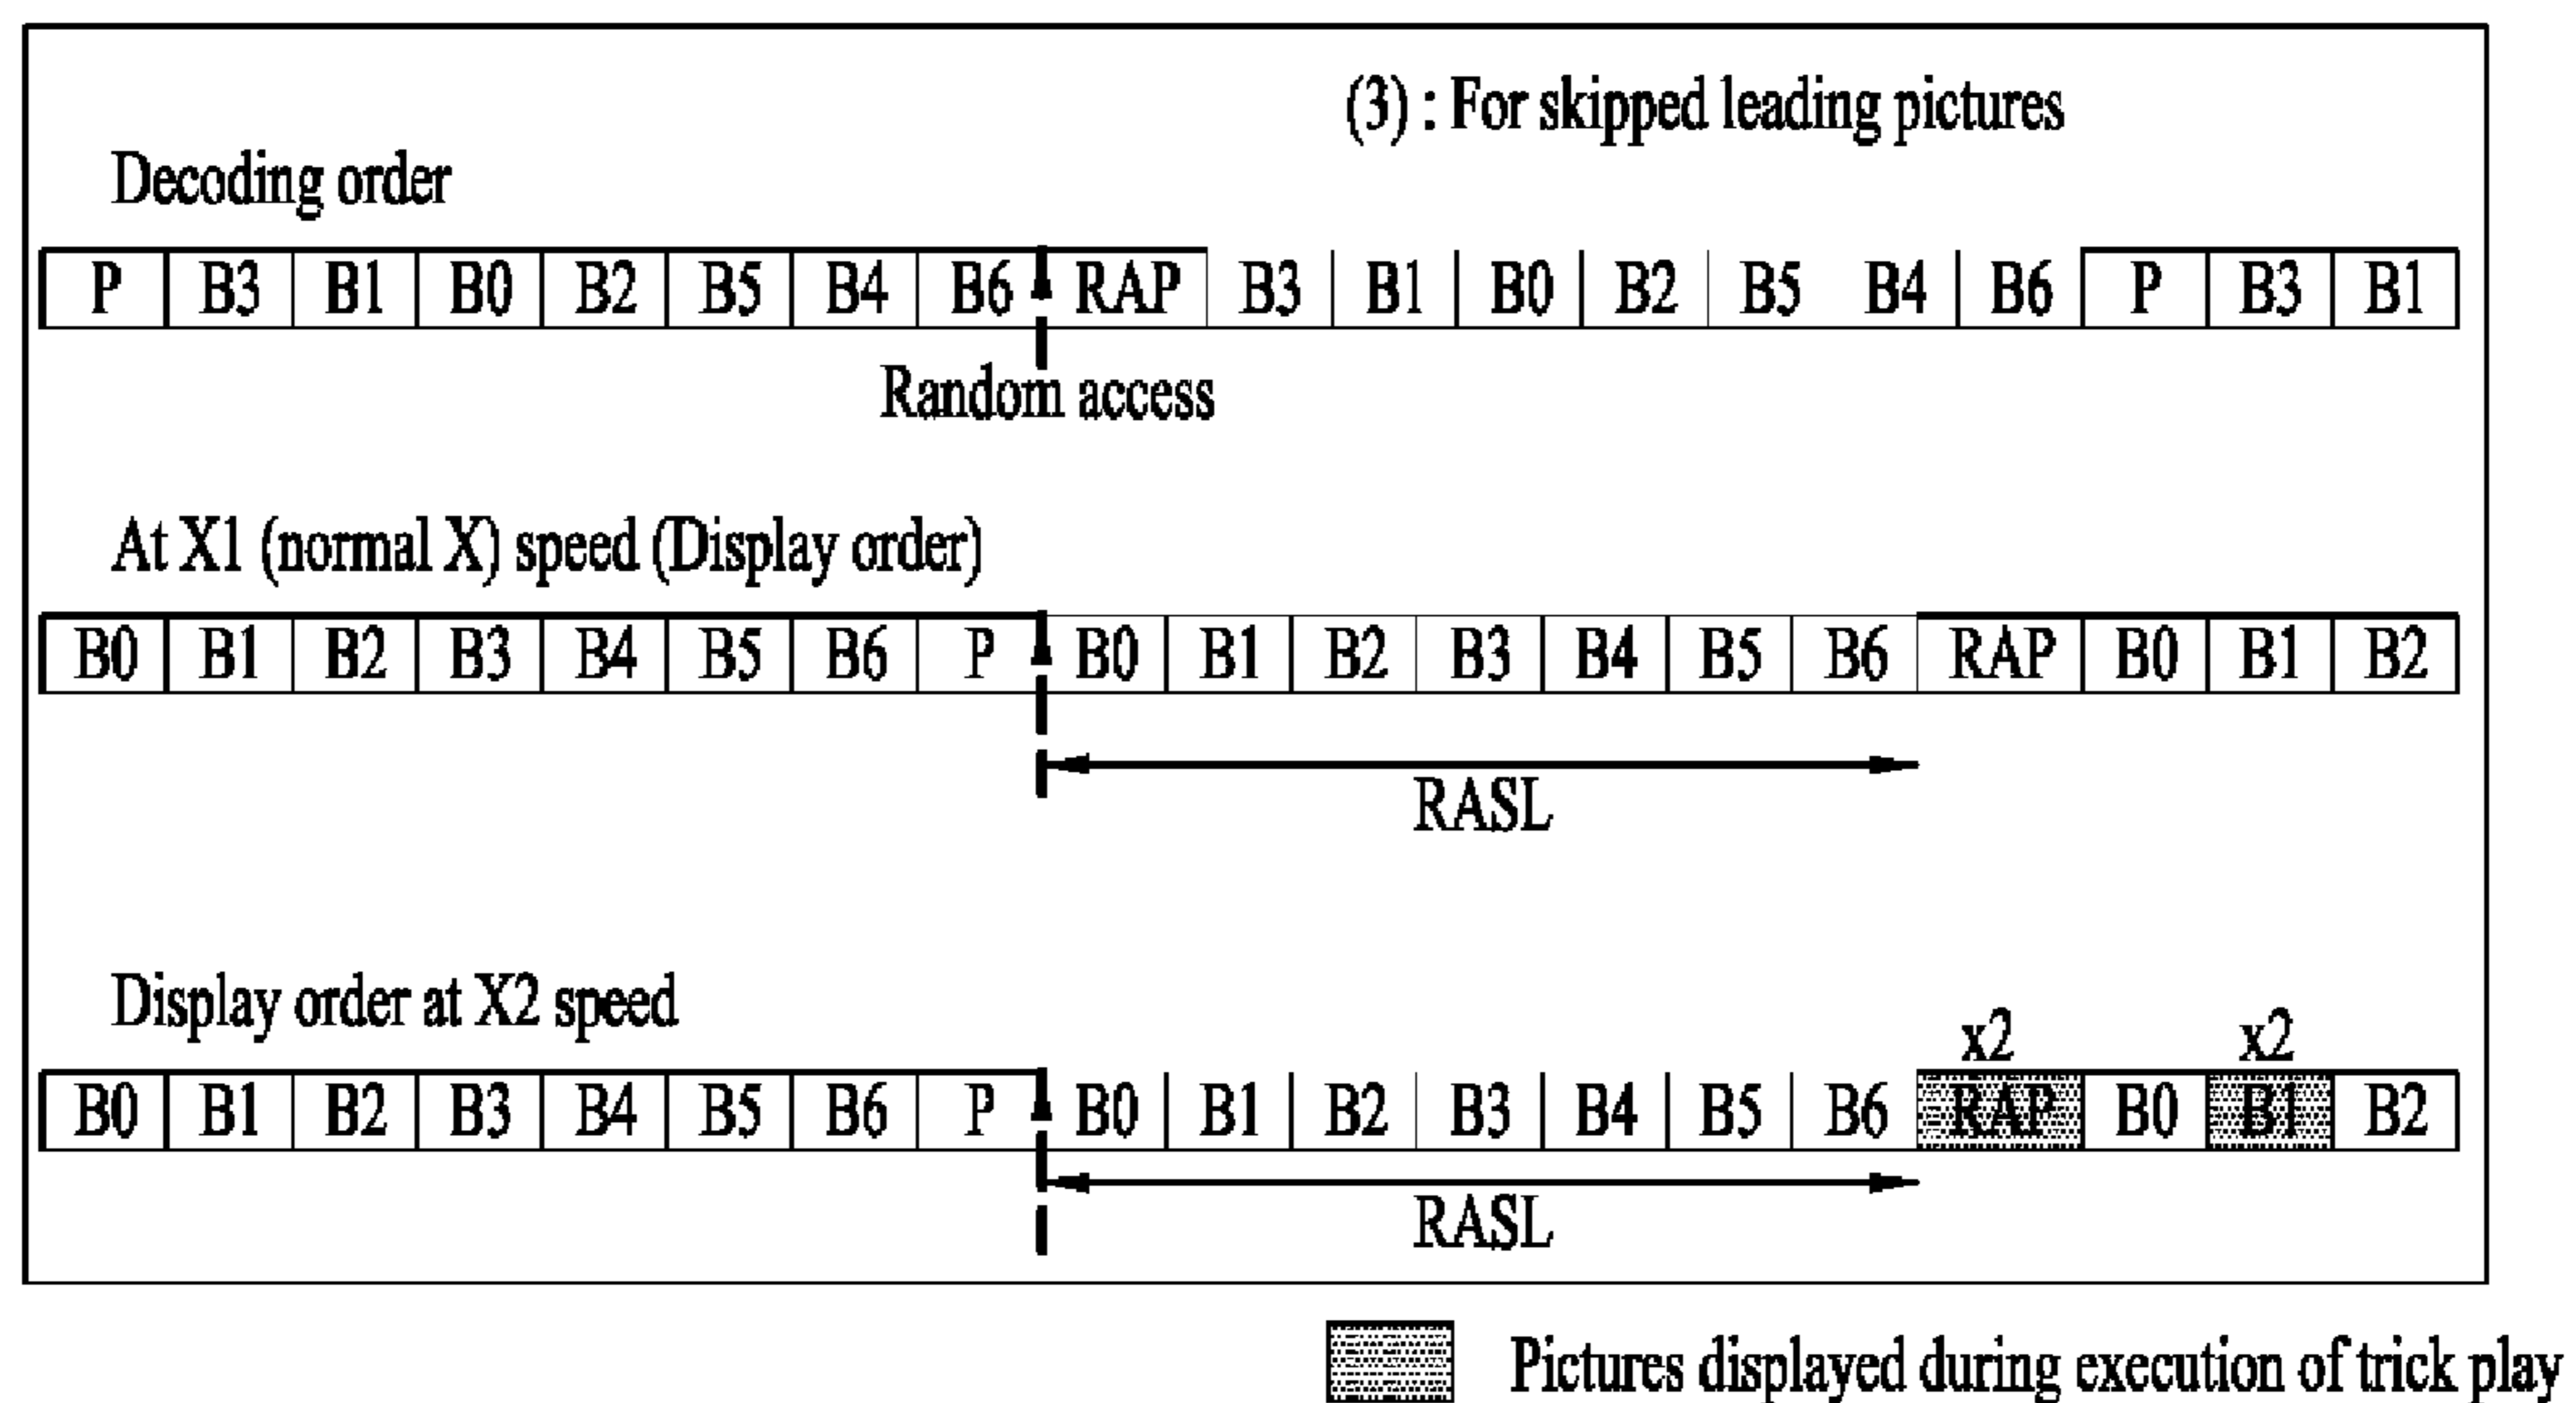 (3) : For skipped leading pictures
Decoding order
P B3 B1 B0 B2 B5 B4 B6 RAP B3 B1 B0 B2 B5 B4 B6 P B3 B1
Random access
At X1 (normal X) speed (Display order)
B0 B1 B2 B3 B4 B5 B6 P B0 B1 B2 B3 B4 B5 B6 RAP B0 B1 B2
RASL
Display order at X2 speed
x2 x2
B0 B1 B2 B3 B4 B5 B6 P B0 B1 B2 B3 B4 B5 B6 RAP B0 B1 B2
RASL
Pictures displayed during execution of trick play